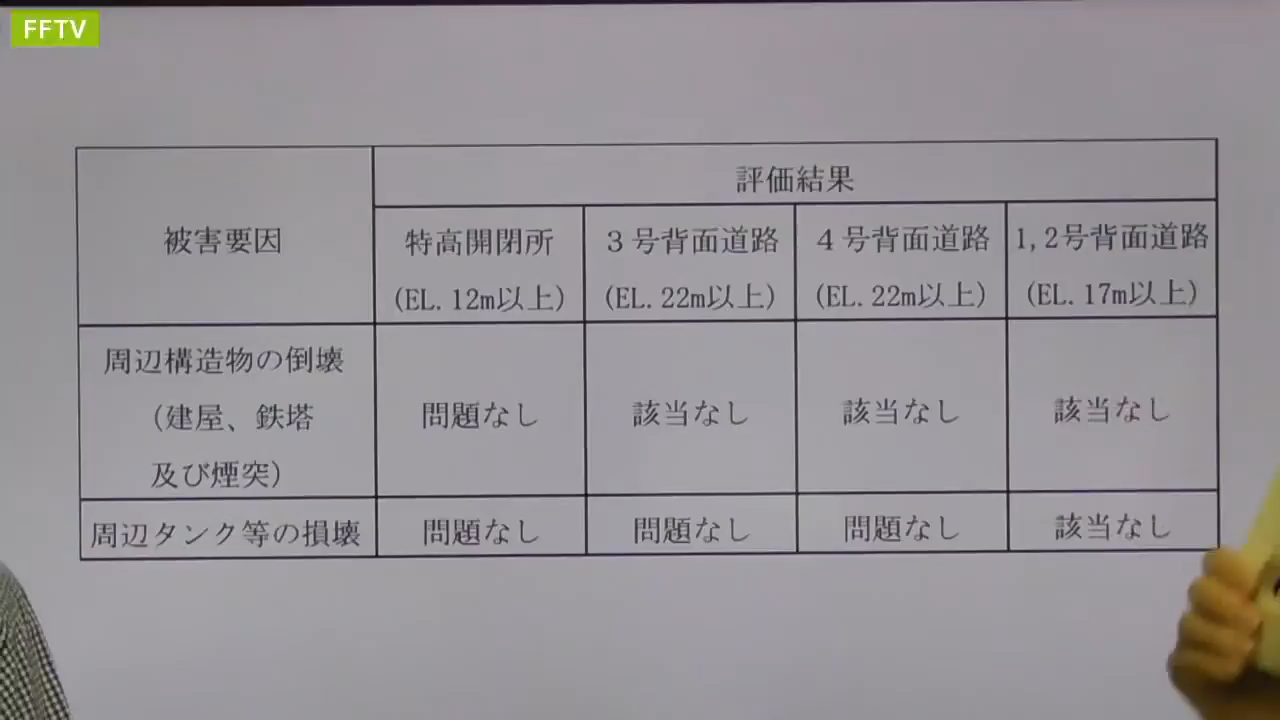 FFTV
被害要因
評価結果
特高開閉所
(EL.12m以上)
3号背面道路
(EL.22m以上)
4号背面道路
(EL.22m以上)
1,2号背面道路
(EL.17m以上)
周辺構造物の倒壊
(建屋、鉄塔
及び煙突)
問題なし
該当なし
該当なし
該当なし
周辺タンク等の損壊
問題なし
問題なし
問題なし
該当なし